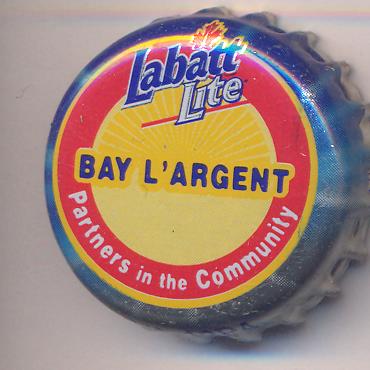 Labatt
Lite
BAY L'ARGENT
Partners in the Community